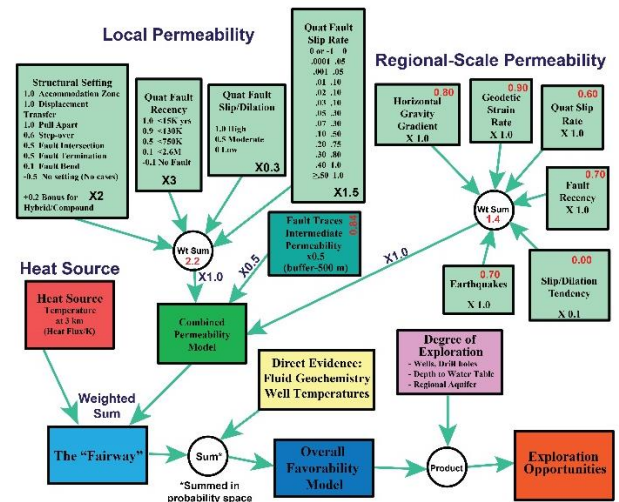 Local Permeability
Structural Setting
1.0 Accommodation Zone
1.0 Displacement
Transfer
1.0 Pull Apart
0.6 Step-over
0.5 Fault Intersection
0.5 Fault Termination
0.1 Fault Bend
-0.5 No setting (No cases)
+0.2 Bonus for
Hybrid/Compound
X2
Quat Fault
Recency
1.0 <15K yrs
0.9 <130K
0.5 <750K
0.1 <2.6M
-0.1 No Fault
X3
Quat Fault
Slip/Dilation
1.0 High
0.5 Moderate
0 Low
X0.3
Quat Fault
Slip Rate
0 or -1 0
.0001 .05
.001 .05
.01 .10
.02 .10
.03 .10
.05 .30
.07 .30
.10 .50
.20 .75
.30 .80
.40 1.0
≥.50 1.0
X1.5
Regional-Scale Permeability
0.80
Horizontal
Gravity
Gradient
X 1.0
0.90
Geodetic
Strain
Rate
X 1.0
0.60
Quat Slip
Rate
X 1.0
0.70
Fault
Recency
X 1.0
0.00
Slip/Dilation
Tendency
X 0.1
0.70
Earthquakes
X 1.0
Wt Sum
1.4
Wt Sum
2.2
Fault Traces
Intermediate
Permeability
x0.5
(buffer-500 m)
X1.0
X0.5
X1.0
Heat Source
Heat Source
Temperature
at 3 km
(Heat Flux/K)
Combined
Permeability
Model
Weighted
Sum
Direct Evidence:
Fluid Geochemistry
Well Temperatures
Degree of
Exploration
- Wells, Drill holes
- Depth to Water Table
- Regional Aquifer
The "Fairway"
Sum*
*Summed in
probability space
Overall
Favorability
Model
Product
Exploration
Opportunities